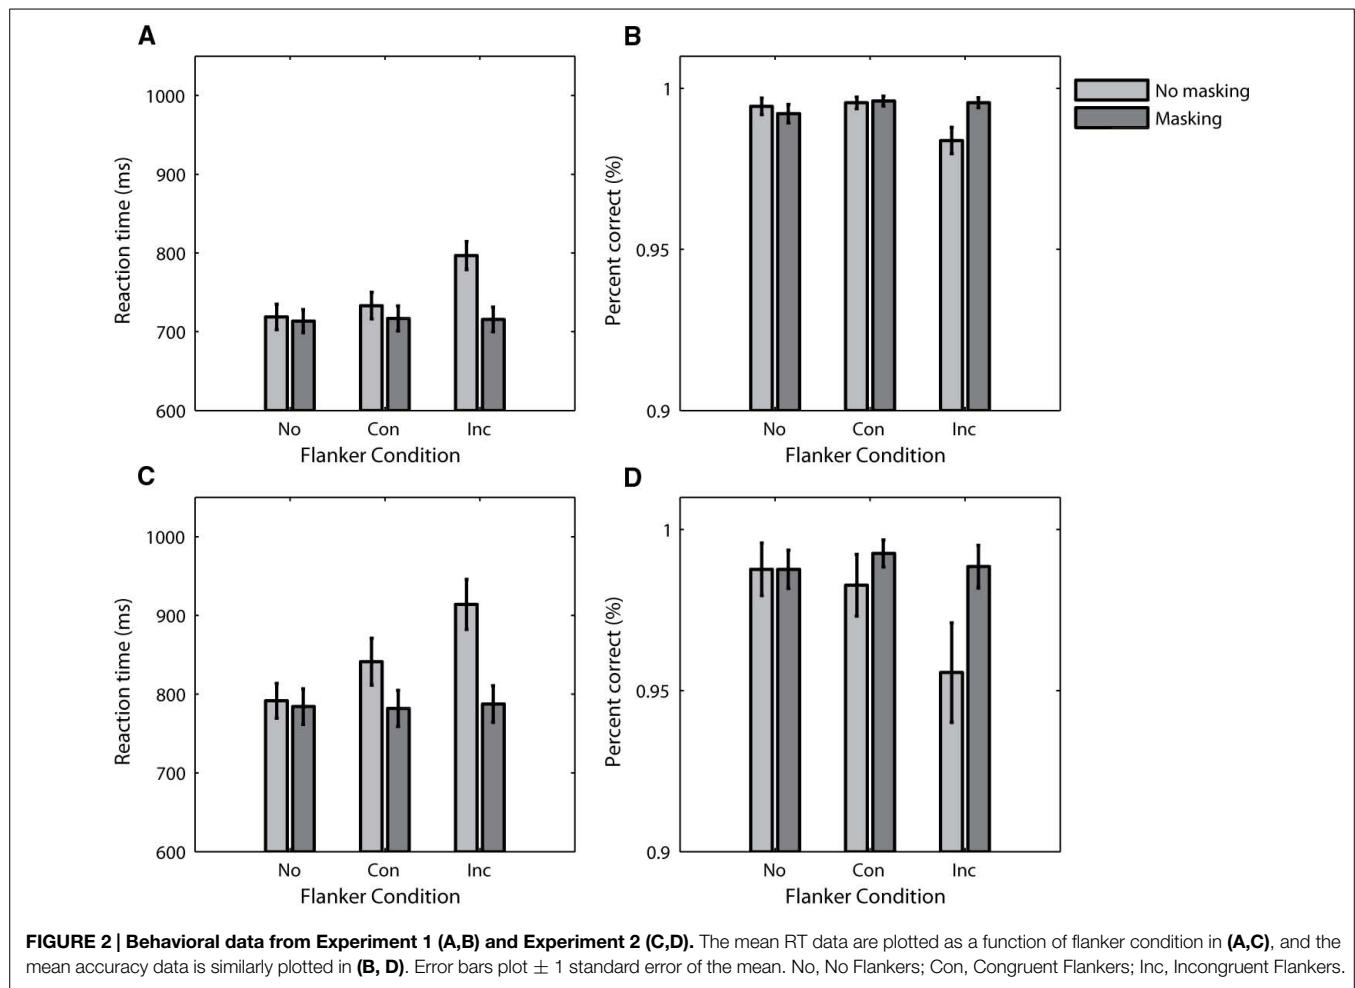 A
B
1000
900
800
700
600
Reaction time (ms)
No
Con
Inc
Flanker Condition
1
0.95
0.9
Percent correct (%)
No
Con
Inc
Flanker Condition
No masking
Masking
C
D
1000
900
800
700
600
Reaction time (ms)
No
Con
Inc
Flanker Condition
1
0.95
0.9
Percent correct (%)
No
Con
Inc
Flanker Condition
FIGURE 2 | Behavioral data from Experiment 1 (A,B) and Experiment 2 (C,D). The mean RT data are plotted as a function of flanker condition in (A,C), and the
mean accuracy data is similarly plotted in (B, D). Error bars plot ± 1 standard error of the mean. No, No Flankers; Con, Congruent Flankers; Inc, Incongruent Flankers.